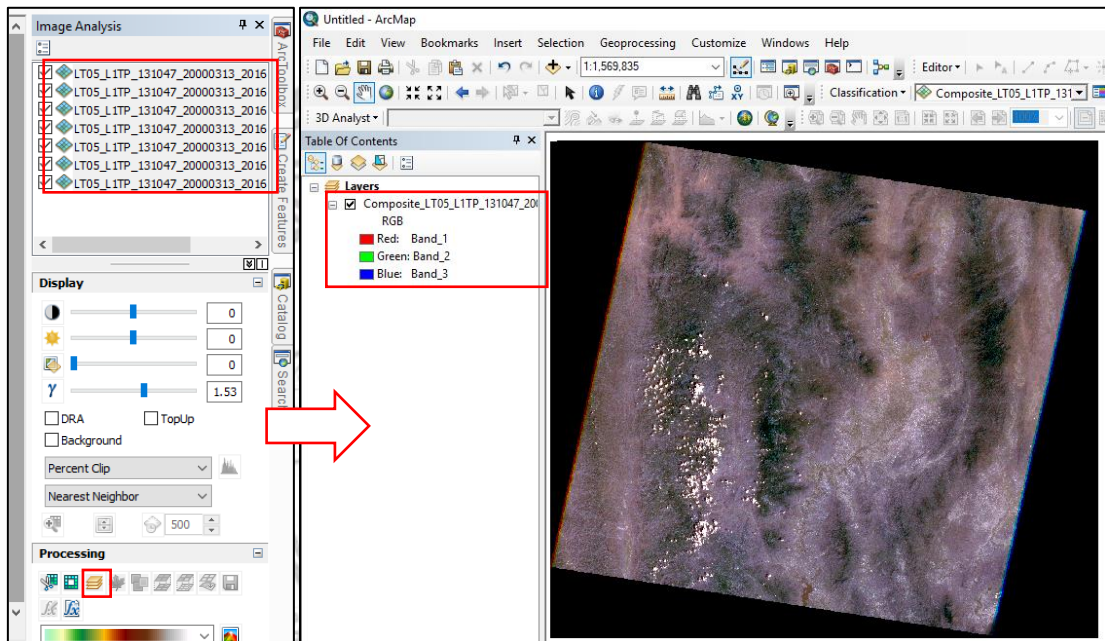 Image Analysis
LT05_L1TP_131047_20000313_2016
LT05_L1TP_131047_20000313_2016
LT05_L1TP_131047_20000313_2016
LT05_L1TP_131047_20000313_2016
LT05_L1TP_131047_20000313_2016
LT05_L1TP_131047_20000313_2016
LT05_L1TP_131047_20000313_2016
Display
0
0
0
γ 1.53
DRA TopUp
Background
Percent Clip
Nearest Neighbor
500
Processing
ArcToolbox
Create Features
Catalog
Search
Untitled - ArcMap
File Edit View Bookmarks Insert Selection Geoprocessing Customize Windows Help
1:1,569,835 Editor
Classification Composite_LT05_L1TP_131
3D Analyst 100%
Table Of Contents
Layers
Composite_LT05_L1TP_131047_20
RGB
Red: Band_1
Green: Band_2
Blue: Band_3